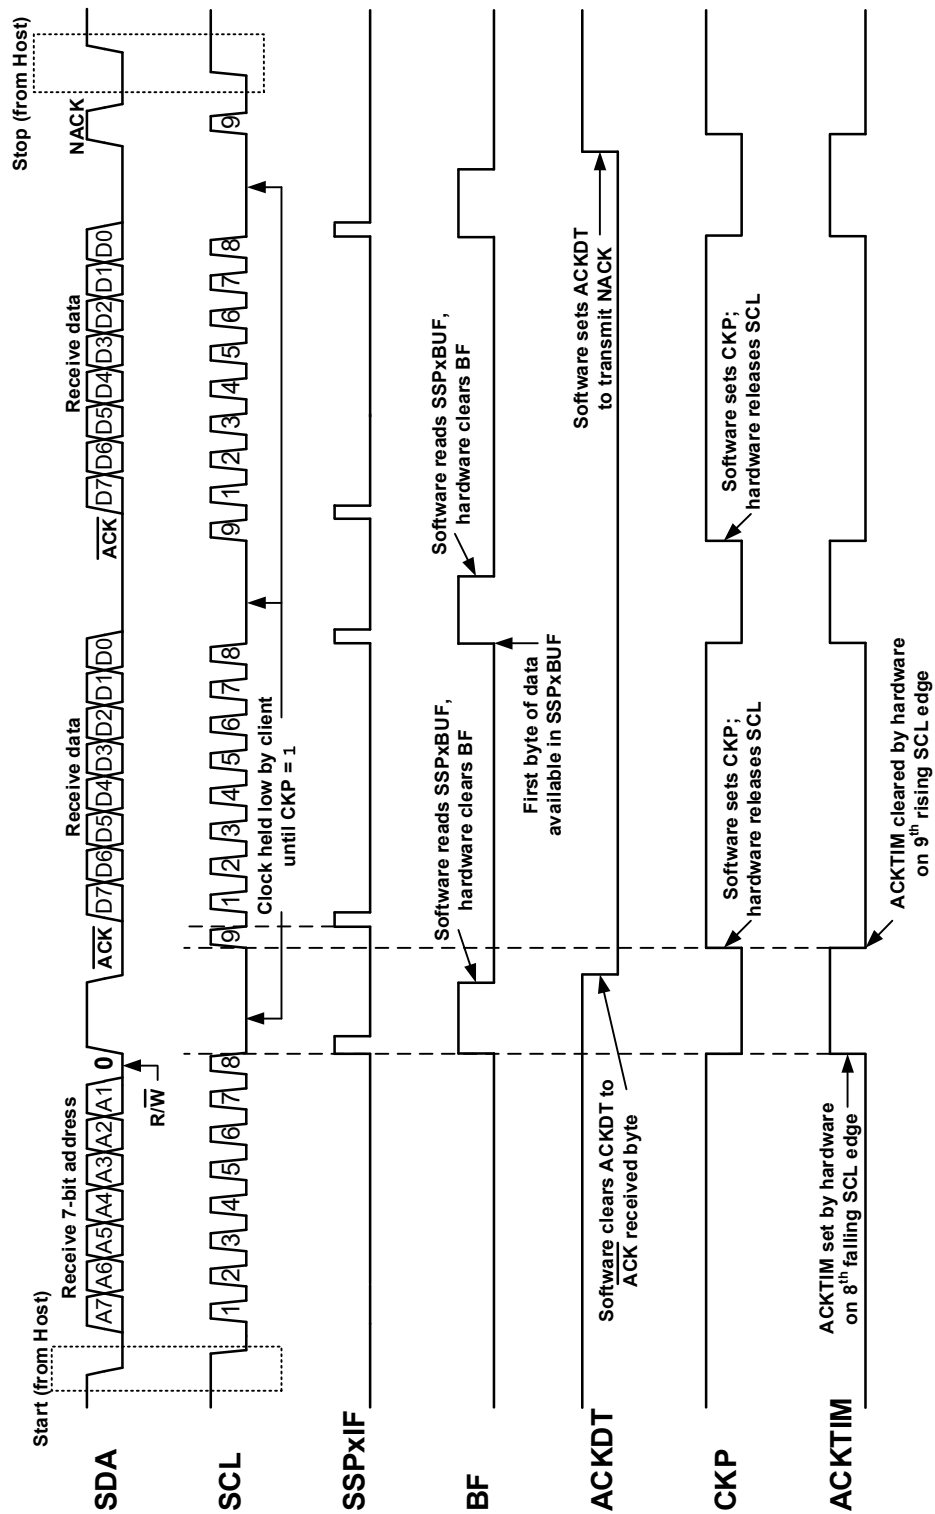 Start (from Host)
Receive 7-bit address
Receive data
Receive data
Stop (from Host)
SDA
A7 A6 A5 A4 A3 A2 A1 0
ACK
D7 D6 D5 D4 D3 D2 D1 D0
ACK
D7 D6 D5 D4 D3 D2 D1 D0
NACK
R/W
SCL
1 2 3 4 5 6 7 8 9 1 2 3 4 5 6 7 8 9 1 2 3 4 5 6 7 8 9
Clock held low by client
until CKP = 1
SSPxIF
BF
Software reads SSPxBUF,
hardware clears BF
Software reads SSPxBUF,
hardware clears BF
First byte of data
available in SSPxBUF
ACKDT
Software clears ACKDT to
ACK received byte
Software sets ACKDT
to transmit NACK
CKP
Software sets CKP;
hardware releases SCL
Software sets CKP;
hardware releases SCL
ACKTIM
ACKTIM set by hardware
on 8th falling SCL edge
ACKTIM cleared by hardware
on 9th rising SCL edge